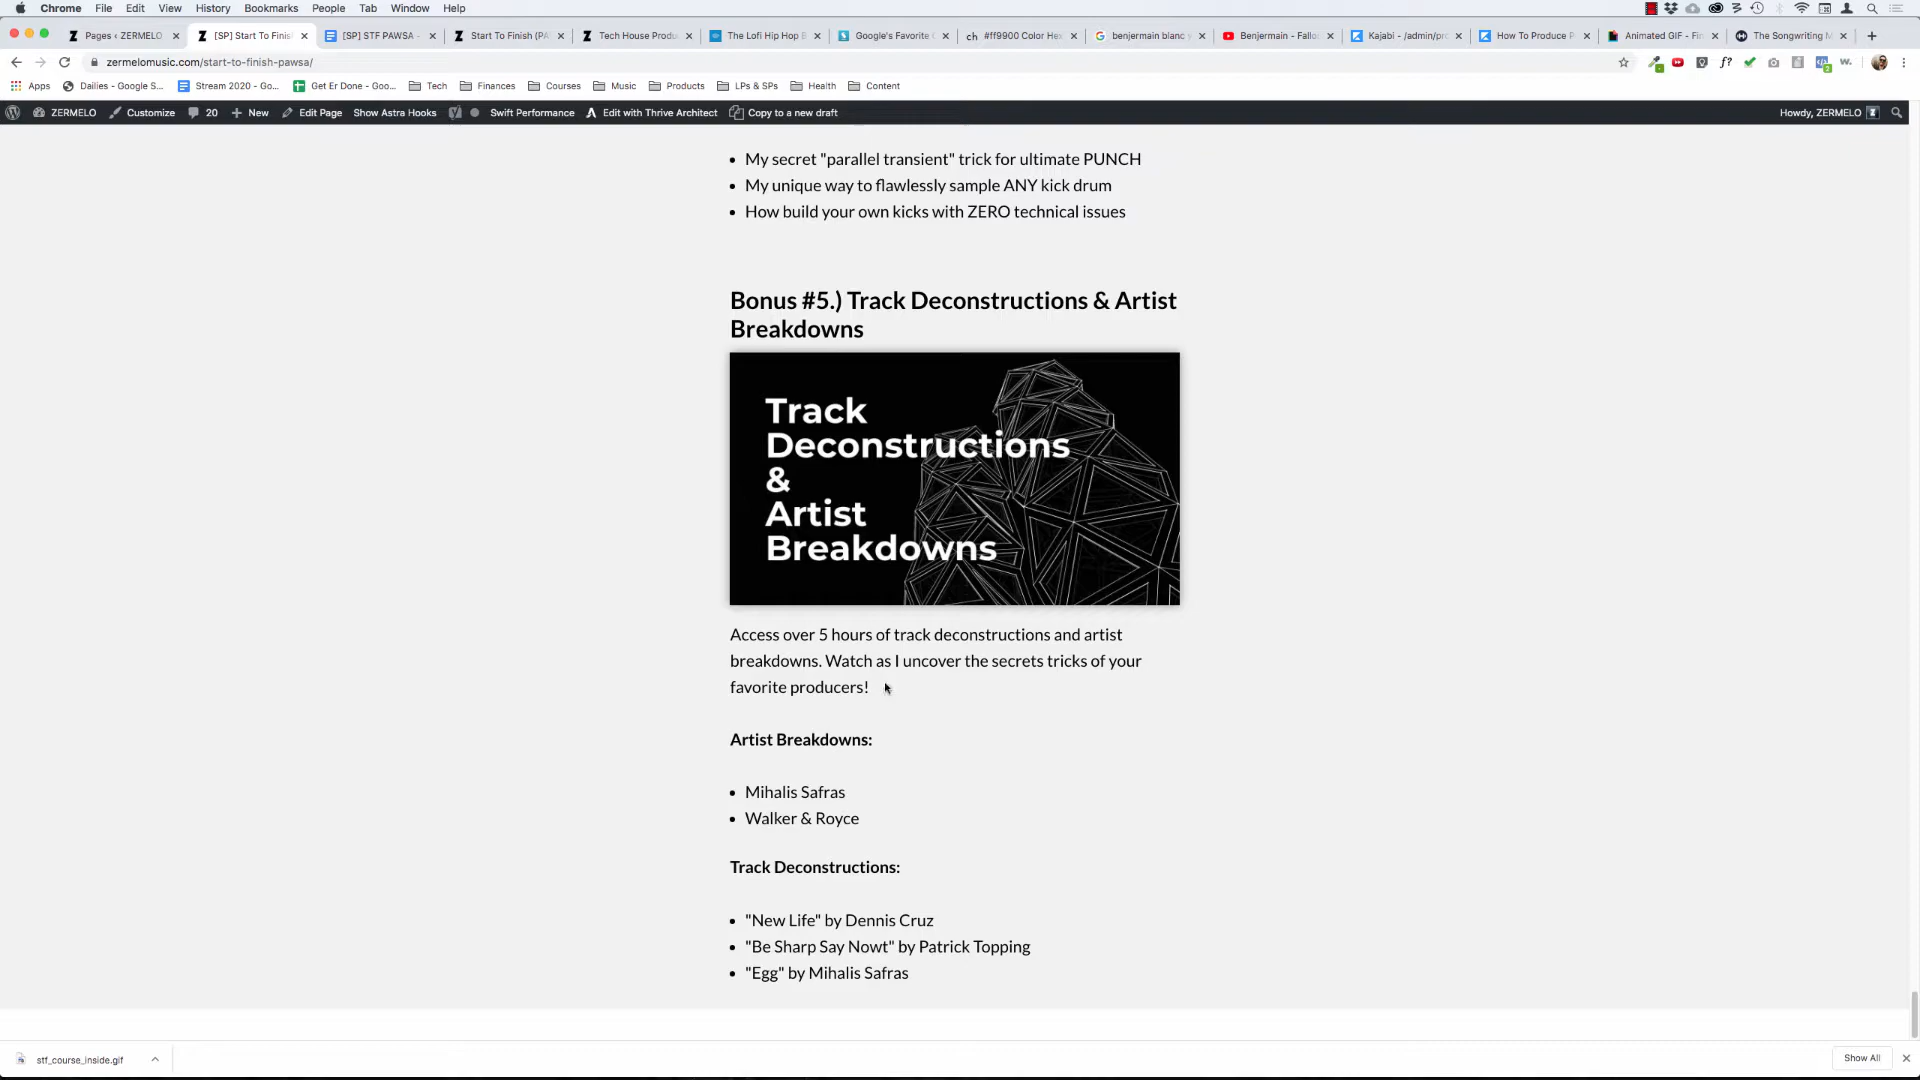 Chrome File Edit View History Bookmarks People Tab Window Help
Pages ‹ ZERMELO
[SP] Start To Finis
[SP] STF PAWSA -
Start To Finish (PA
Tech House Produ
The Lofi Hip Hop B
Google's Favorite C
ch #ff9900 Color Hex
benjermain blanc y
Benjermain - Fallo
Kajabi - /admin/pr
How To Produce P
Animated GIF - Fin
The Songwriting M
zermelomusic.com/start-to-finish-pawsa/
Apps Dailies - Google S... Stream 2020 - Go... Get Er Done - Goo... Tech Finances Courses Music Products LPs & SPs Health Content
ZERMELO Customize 20 New Edit Page Show Astra Hooks Swift Performance Edit with Thrive Architect Copy to a new draft Howdy, ZERMELO
• My secret "parallel transient" trick for ultimate PUNCH
• My unique way to flawlessly sample ANY kick drum
• How build your own kicks with ZERO technical issues
Bonus #5.) Track Deconstructions & Artist
Breakdowns
Track
Deconstructions
&
Artist
Breakdowns
Access over 5 hours of track deconstructions and artist
breakdowns. Watch as I uncover the secrets tricks of your
favorite producers!
Artist Breakdowns:
• Mihalis Safras
• Walker & Royce
Track Deconstructions:
• "New Life" by Dennis Cruz
• "Be Sharp Say Nowt" by Patrick Topping
• "Egg" by Mihalis Safras
stf_course_inside.gif
Show All